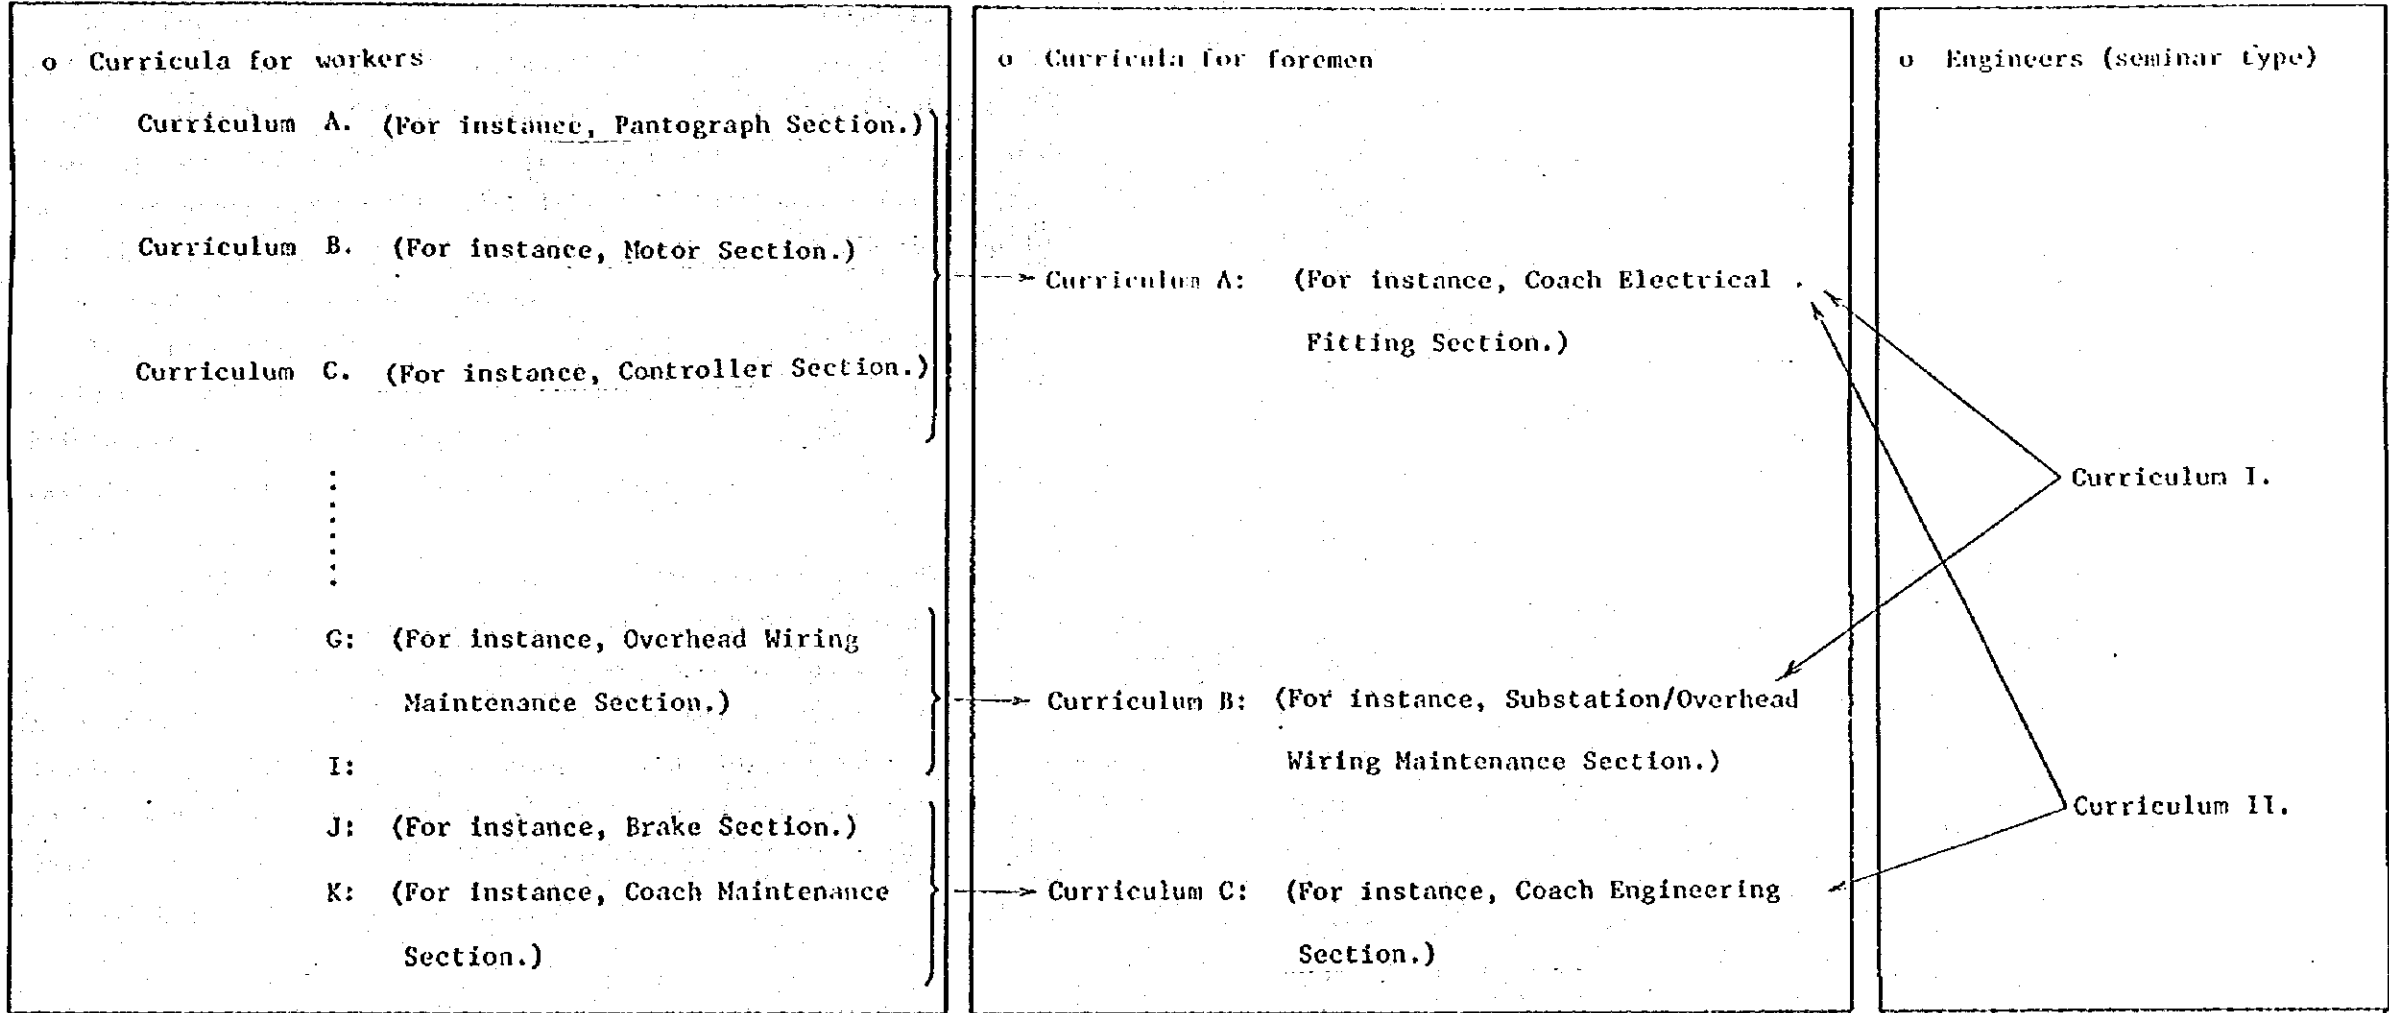 o Curricula for workers
Curriculum A. (For instance, Pantograph Section.)
Curriculum B. (For instance, Motor Section.)
Curriculum C. (For instance, Controller Section.)
G: (For instance, Overhead Wiring
Maintenance Section.)
I:
J: (For instance, Brake Section.)
K: (For instance, Coach Maintenance
Section.)
o Curricula for foremen
Curriculum A: (For instance, Coach Electrical .
Fitting Section.)
Curriculum B: (For instance, Substation/Overhead
Wiring Maintenance Section.)
Curriculum C: (For instance, Coach Engineering
Section.)
o Engineers (seminar type)
Curriculum I.
Curriculum II.